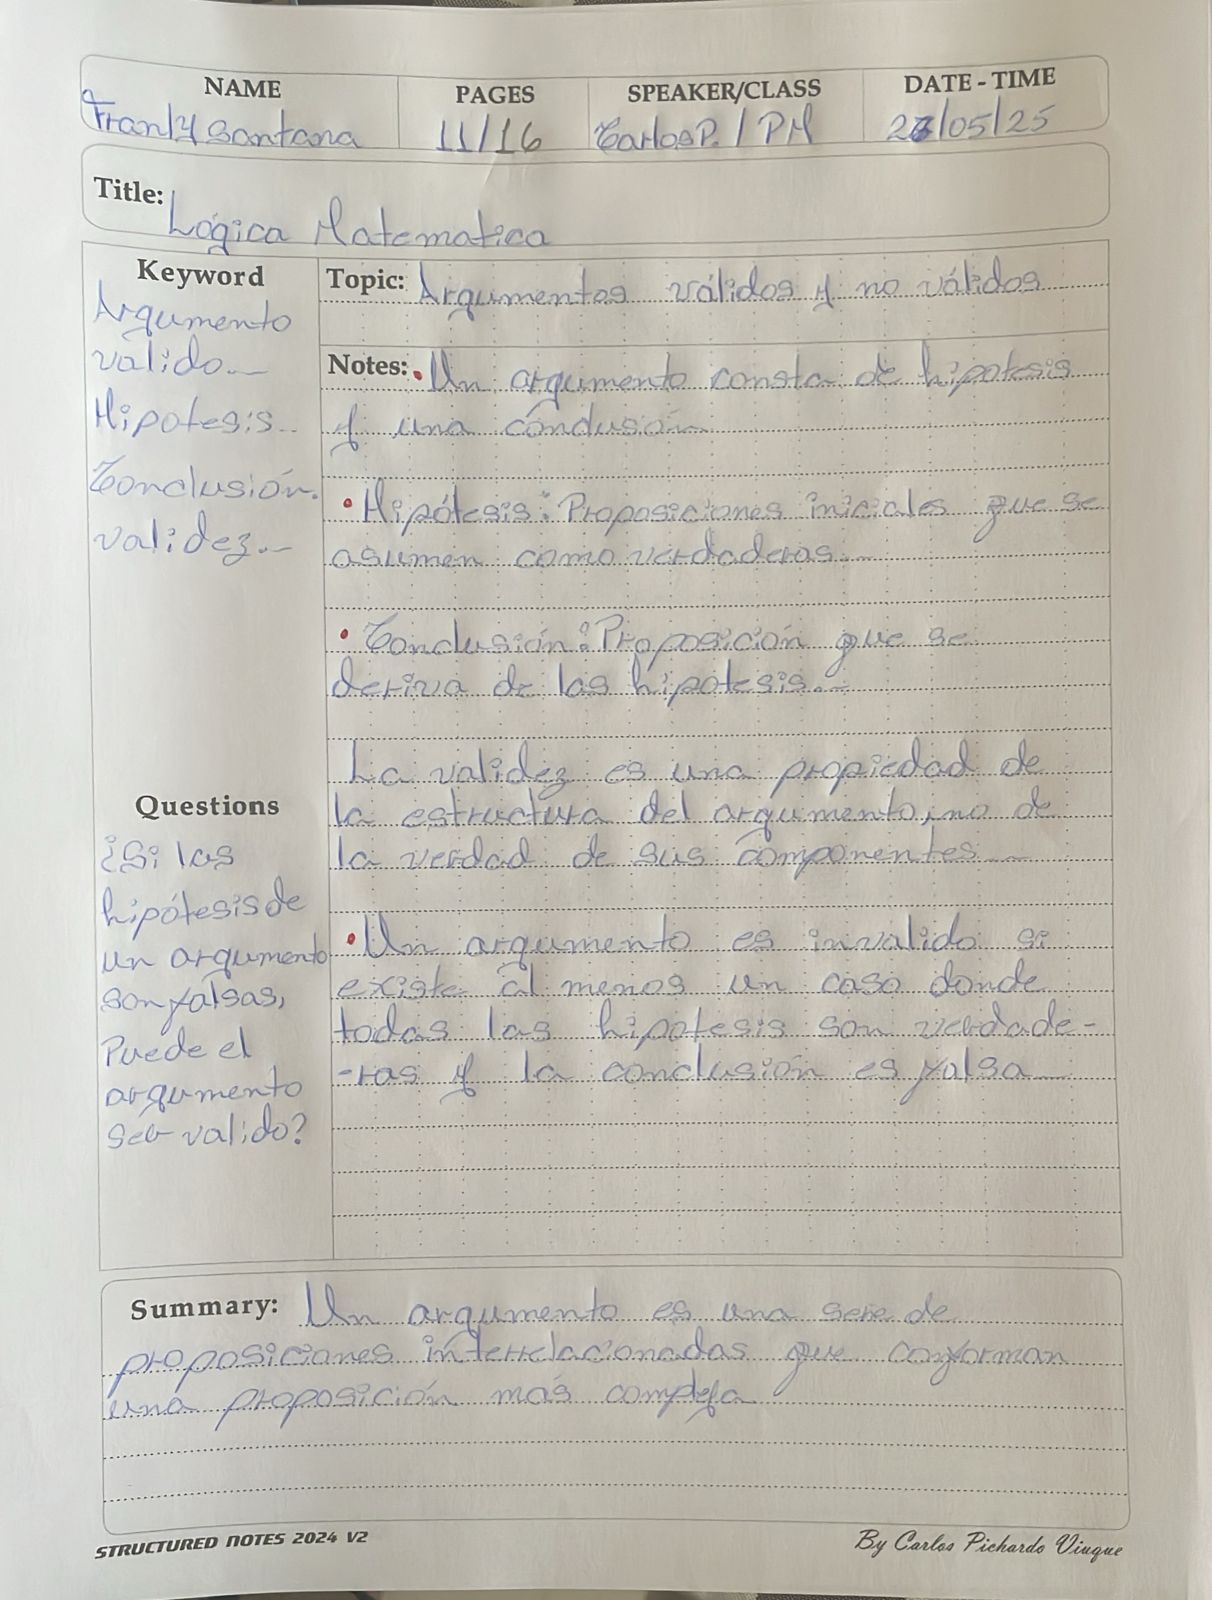 NAME
PAGES
SPEAKER/CLASS
DATE - TIME
Franly Santana
11/16
Carlos P. / PM
/05/25
Title: Lógica Matematica
Keyword
Argumento
valido.
Hipotesis..
Conclusión.
validez.
Topic: Argumentos válidos y no válidos
Notes: • Un argumento consta de hipotesis
y una conclusión
• Hipótesis: Proposiciones iniciales que se
asumen como verdaderas.
• Conclusión: Proposición que se
deriva de las hipotesis.
La validez es una propiedad de
la estructura del argumento, no de
la verdad de sus componentes
• Un argumento es invalido si
existe al menos un caso donde
todas las hipotesis son verdade-
-ras y la conclusión es falsa
Questions
¿Si las
hipótesis de
un argumento
son falsas,
Puede el
argumento
ser valido?
Summary: Un argumento es una serie de
proposiciones interrelacionadas que conforman
una proposición más compleja
STRUCTURED NOTES 2024 V2
By Carlos Pichardo Viuque